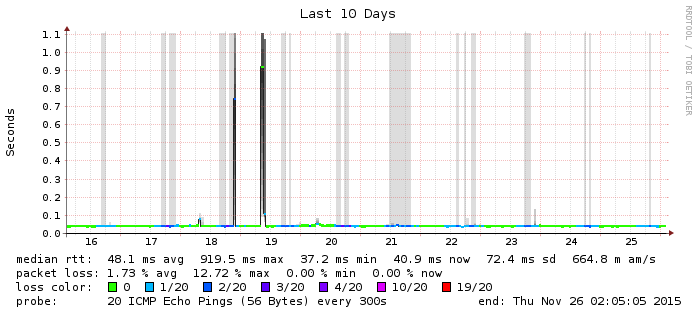 Last 10 Days
RRDTOOL / TOBI OETIKER
Seconds
1.1
1.0
0.9
0.8
0.7
0.6
0.5
0.4
0.3
0.2
0.1
0.0
16 17 18 19 20 21 22 23 24 25
median rtt: 48.1 ms avg 919.5 ms max 37.2 ms min 40.9 ms now 72.4 ms sd 664.8 m am/s
packet loss: 1.73 % avg 12.72 % max 0.00 % min 0.00 % now
loss color: 0 1/20 2/20 3/20 4/20 10/20 19/20
probe: 20 ICMP Echo Pings (56 Bytes) every 300s end: Thu Nov 26 02:05:05 2015